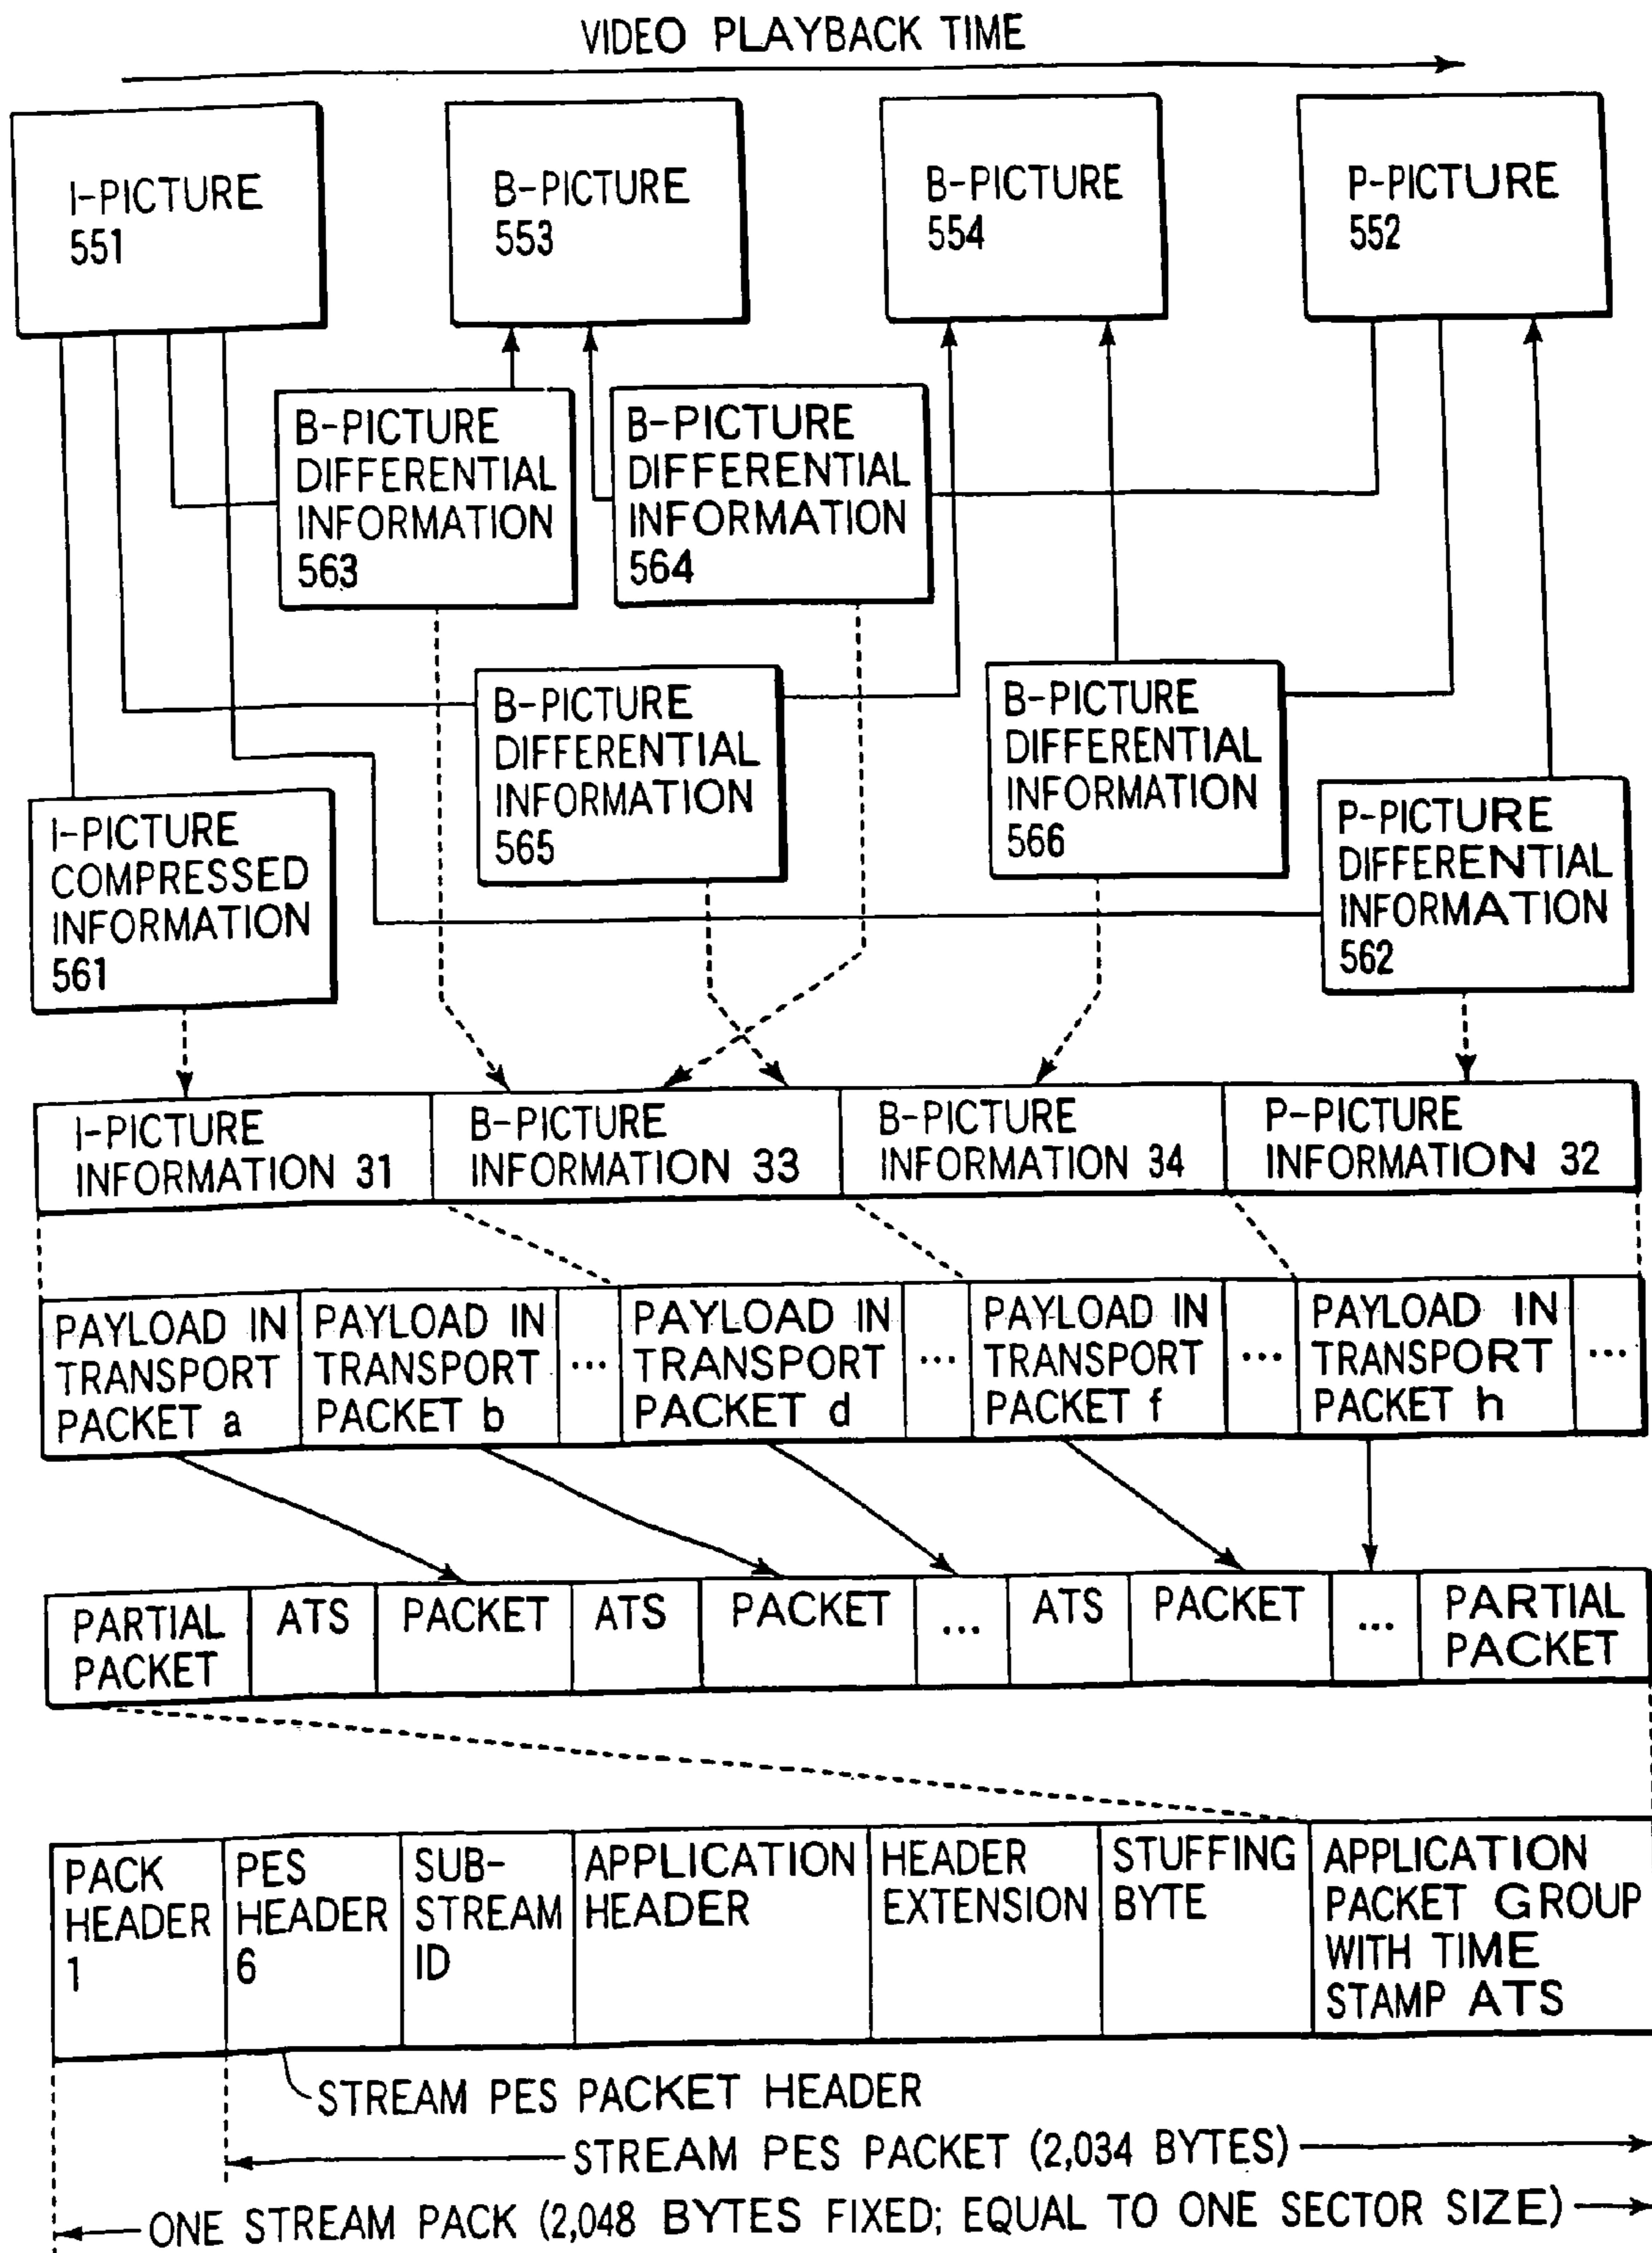 VIDEO PLAYBACK TIME
I-PICTURE
551
B-PICTURE
553
B-PICTURE
554
P-PICTURE
552
B-PICTURE
DIFFERENTIAL
INFORMATION
563
B-PICTURE
DIFFERENTIAL
INFORMATION
564
B-PICTURE
DIFFERENTIAL
INFORMATION
565
B-PICTURE
DIFFERENTIAL
INFORMATION
566
I-PICTURE
COMPRESSED
INFORMATION
561
P-PICTURE
DIFFERENTIAL
INFORMATION
562
I-PICTURE
INFORMATION 31
B-PICTURE
INFORMATION 33
B-PICTURE
INFORMATION 34
P-PICTURE
INFORMATION 32
PAYLOAD IN
TRANSPORT
PACKET a
PAYLOAD IN
TRANSPORT
PACKET b
...
PAYLOAD IN
TRANSPORT
PACKET d
...
PAYLOAD IN
TRANSPORT
PACKET f
...
PAYLOAD IN
TRANSPORT
PACKET h
...
PARTIAL
PACKET
ATS
PACKET
ATS
PACKET
...
ATS
PACKET
...
PARTIAL
PACKET
PACK
HEADER
1
PES
HEADER
6
SUB-
STREAM
ID
APPLICATION
HEADER
HEADER
EXTENSION
STUFFING
BYTE
APPLICATION
PACKET GROUP
WITH TIME
STAMP ATS
STREAM PES PACKET HEADER
STREAM PES PACKET (2,034 BYTES)
ONE STREAM PACK (2,048 BYTES FIXED; EQUAL TO ONE SECTOR SIZE)